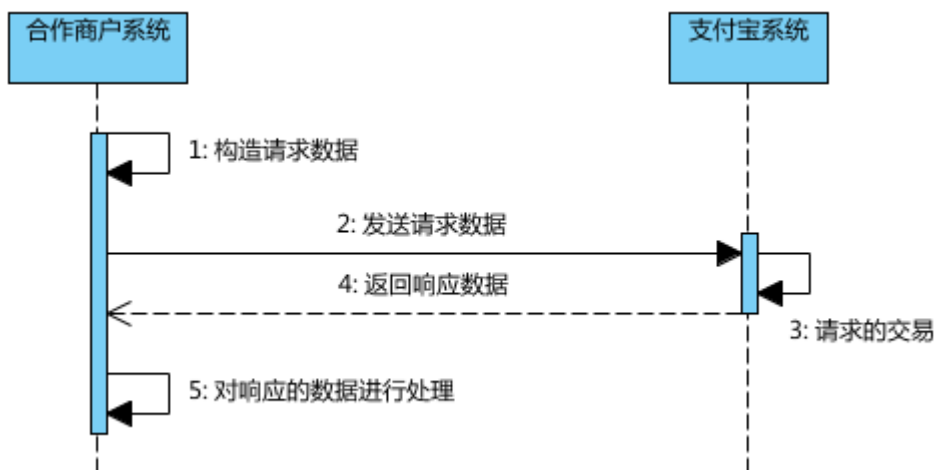 合作商户系统
支付宝系统
1: 构造请求数据
2: 发送请求数据
4: 返回响应数据
3: 请求的交易
5: 对响应的数据进行处理